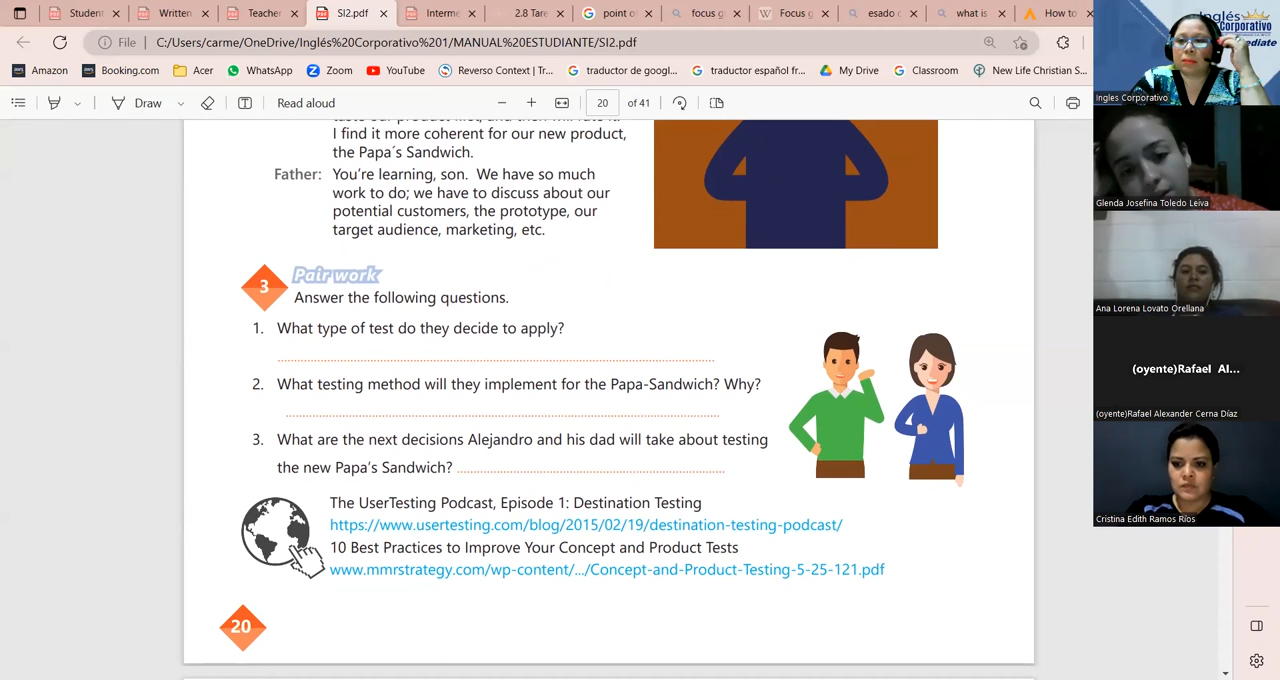 Student
Written
Teacher
SI2.pdf
Interme
2.8 Tare
point o
focus g
Focus g
esado c
what is
How to
File
C:/Users/carme/OneDrive/Inglés%20Corporativo%201/MANUAL%20ESTUDIANTE/SI2.pdf
Amazon
Booking.com
Acer
WhatsApp
Zoom
YouTube
Reverso Context | Tr...
traductor de googl...
traductor español fr...
My Drive
Classroom
New Life Christian S...
Draw
Read aloud
20 of 41
I find it more coherent for our new product,
the Papa´s Sandwich.
Father: You're learning, son. We have so much
work to do; we have to discuss about our
potential customers, the prototype, our
target audience, marketing, etc.
3
Pair work
Answer the following questions.
1. What type of test do they decide to apply?
2. What testing method will they implement for the Papa-Sandwich? Why?
3. What are the next decisions Alejandro and his dad will take about testing
the new Papa's Sandwich?
The UserTesting Podcast, Episode 1: Destination Testing
https://www.usertesting.com/blog/2015/02/19/destination-testing-podcast/
10 Best Practices to Improve Your Concept and Product Tests
www.mmrstrategy.com/wp-content/.../Concept-and-Product-Testing-5-25-121.pdf
20
Inglés
Corporativo
Ingles Corporativo
Glenda Josefina Toledo Leiva
Ana Lorena Lovato Orellana
(oyente)Rafael Al...
(oyente)Rafael Alexander Cerna Díaz
Cristina Edith Ramos Ríos